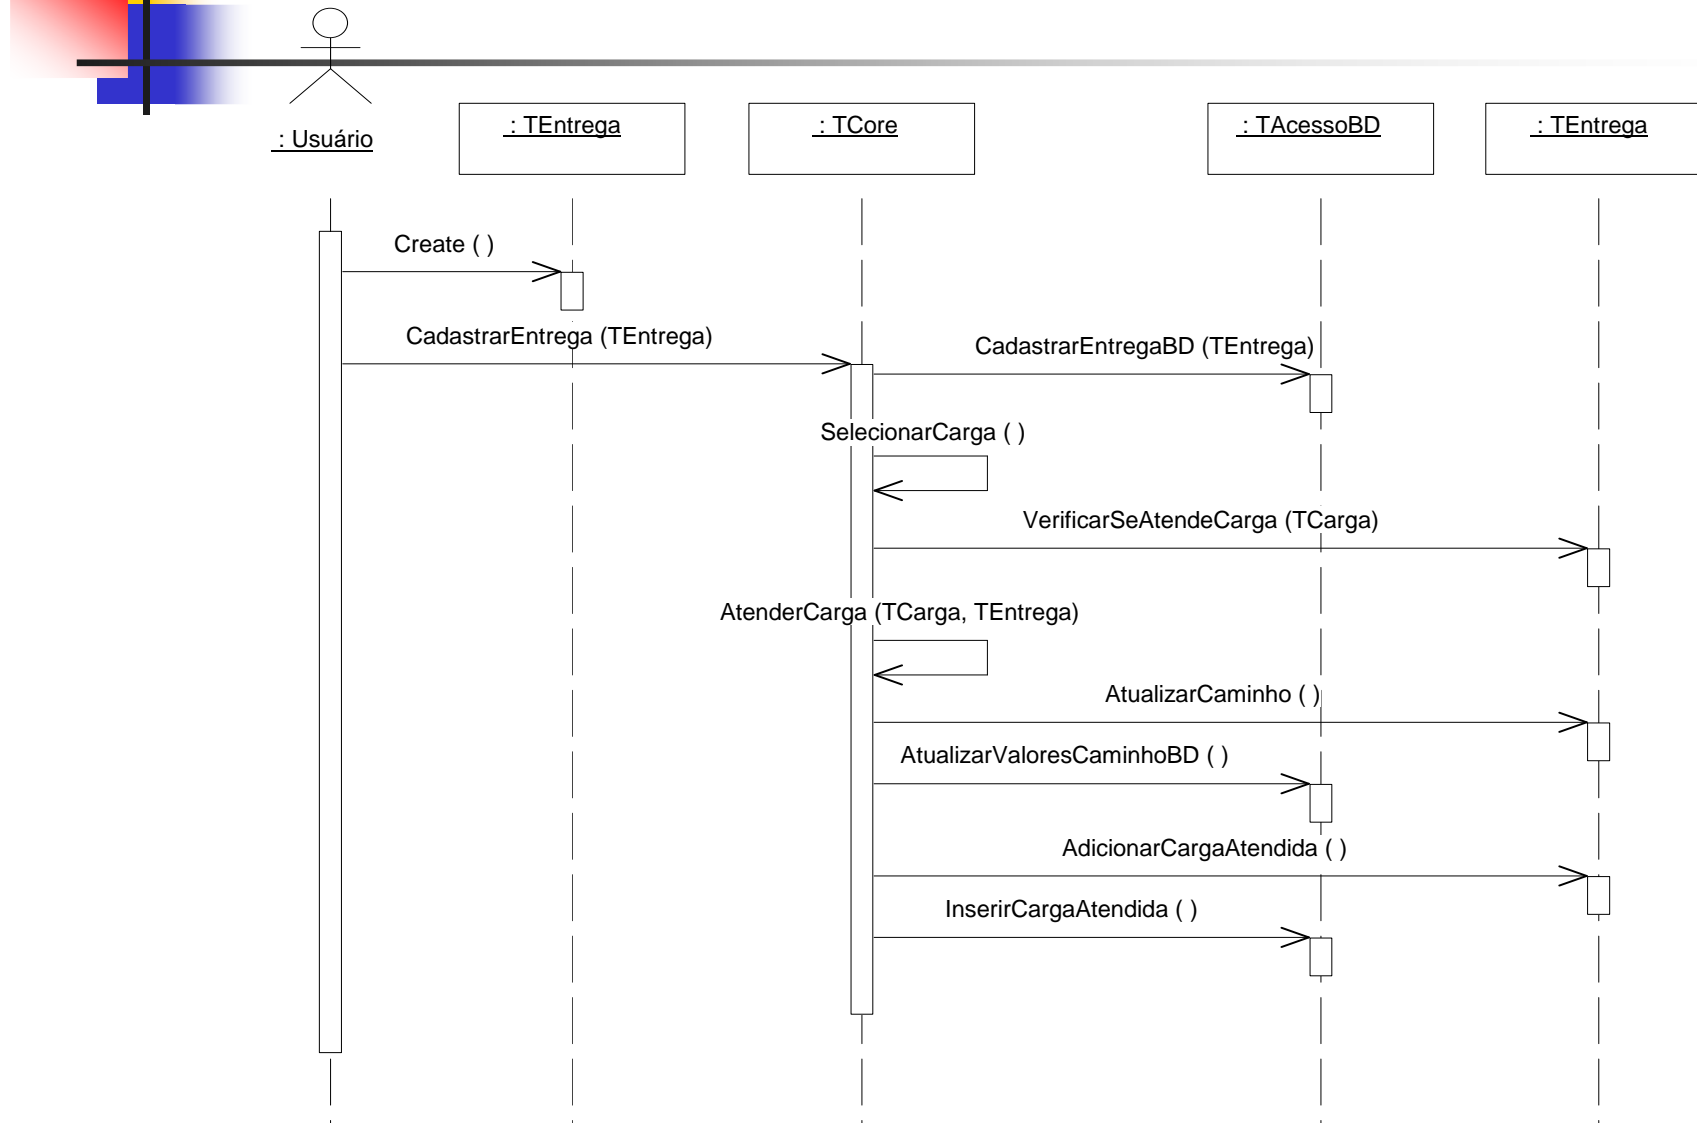 : Usuário
: TEntrega
: TCore
: TAcessoBD
: TEntrega
Create ( )
CadastrarEntrega (TEntrega)
CadastrarEntregaBD (TEntrega)
SelecionarCarga ( )
VerificarSeAtendeCarga (TCarga)
AtenderCarga (TCarga, TEntrega)
AtualizarCaminho ( )
AtualizarValoresCaminhoBD ( )
AdicionarCargaAtendida ( )
InserirCargaAtendida ( )